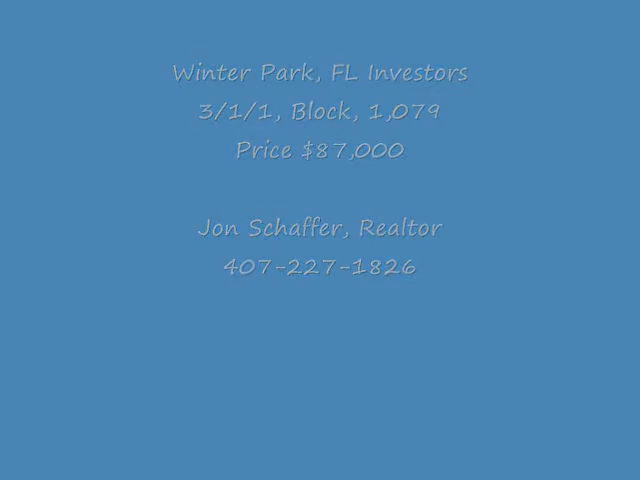 Winter Park, FL Investors
3/1/1, Block, 1,079
Price $87,000
Jon Schaffer, Realtor
407-227-1826